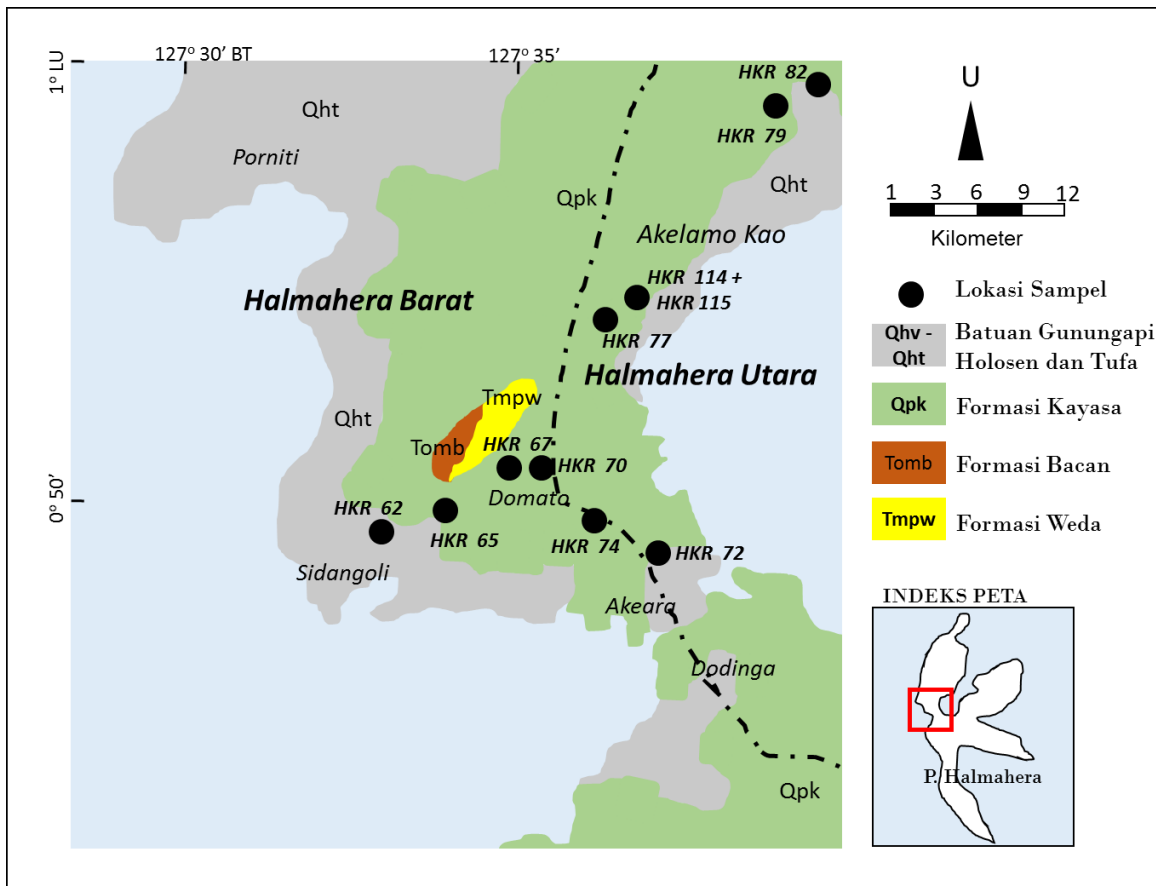 127° 30' BT
127° 35'
1° LU
HKR 82
HKR 79
Qht
Porniti
Qht
Qpk
Akelamo Kao
HKR 114 +
HKR 115
Halmahera Barat
HKR 77
Halmahera Utara
Tmpw
Qht
Tomb
HKR 67
HKR 70
0° 50'
Domato
HKR 62
HKR 65
HKR 74
HKR 72
Sidangoli
Akeara
Dodinga
Qpk
U
1 3 6 9 12
Kilometer
Lokasi Sampel
Qhv - Batuan Gunungapi
Qht Holosen dan Tufa
Qpk Formasi Kayasa
Tomb Formasi Bacan
Tmpw Formasi Weda
INDEKS PETA
P. Halmahera